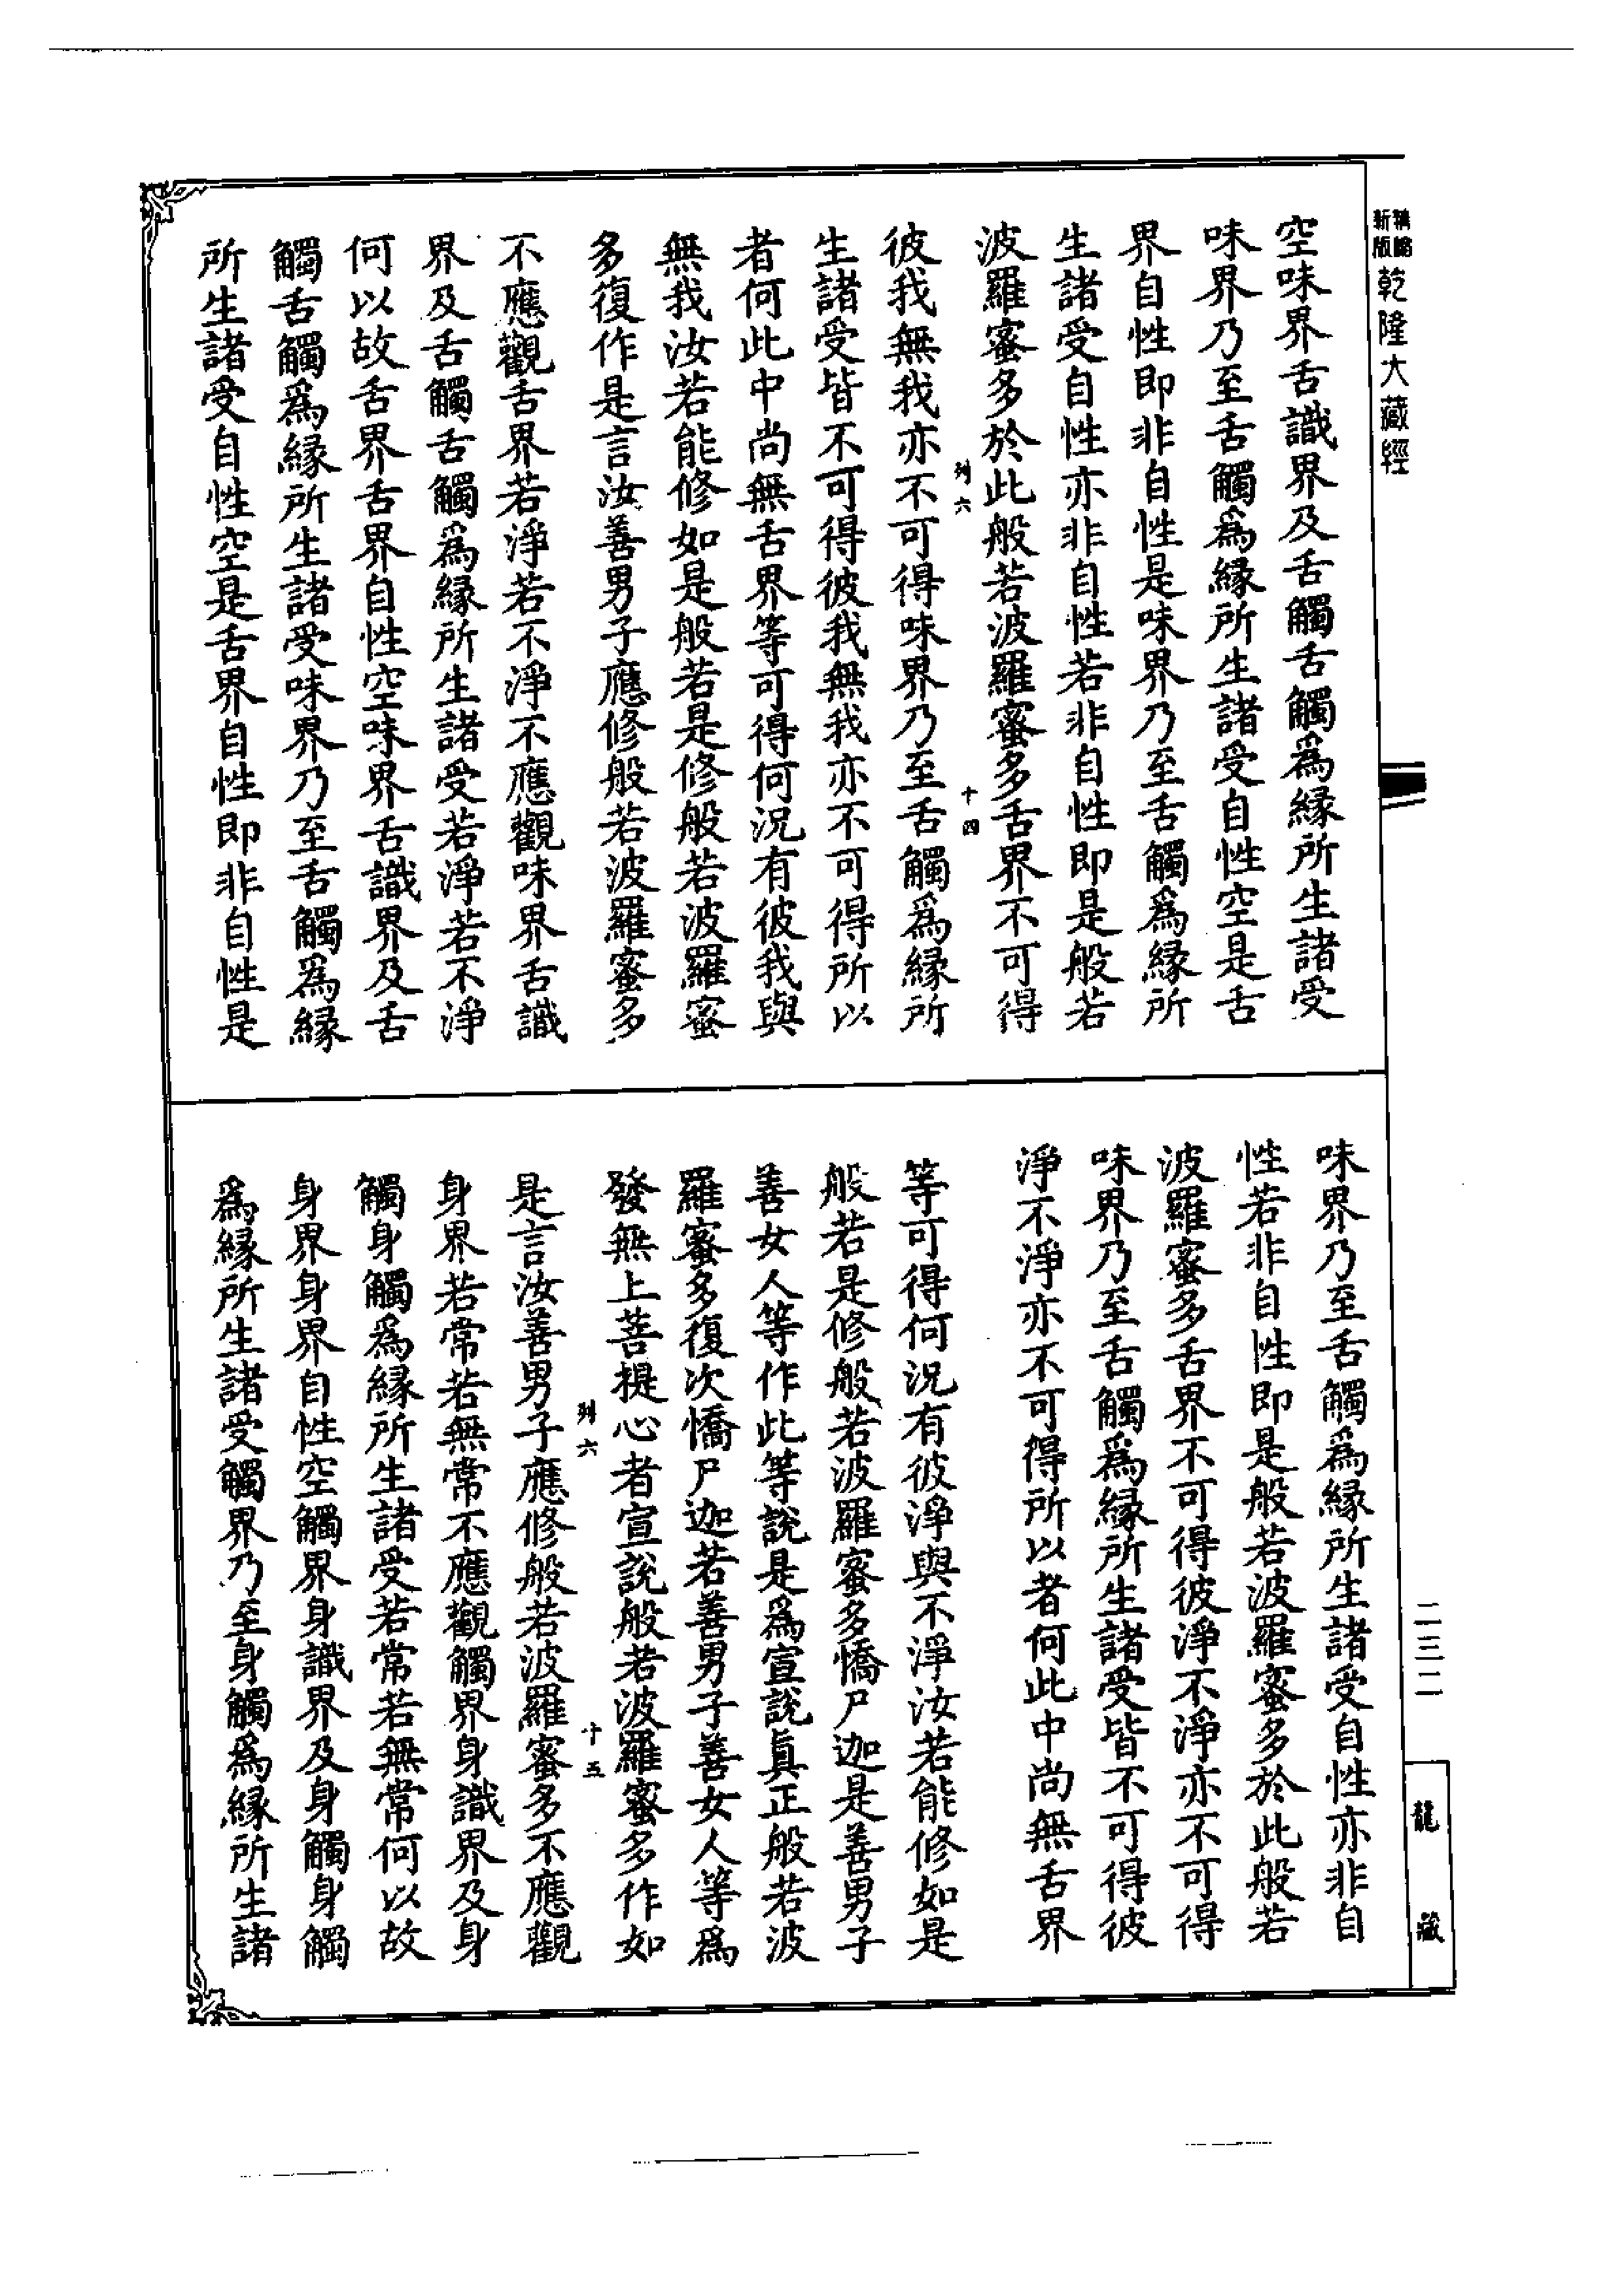 精縮新版乾隆大藏經
空味界舌識界及舌觸舌觸爲緣所生諸受
味界乃至舌觸爲緣所生諸受自性空是舌
界自性即非自性是味界乃至舌觸爲緣所
生諸受自性亦非自性若非自性即是般若
波羅蜜多於此般若波羅蜜多舌界不可得
列六 十四
彼我無我亦不可得味界乃至舌觸爲緣所
生諸受皆不可得彼我無我亦不可得所以
者何此中尚無舌界等可得何況有彼我與
無我汝若能修如是般若是修般若波羅蜜
多復作是言汝善男子應修般若波羅蜜多
不應觀舌界若淨若不淨不應觀味界舌識
界及舌觸舌觸爲緣所生諸受若淨若不淨
何以故舌界舌界自性空味界舌識界及舌
觸舌觸爲緣所生諸受味界乃至舌觸爲緣
所生諸受自性空是舌界自性即非自性是
味界乃至舌觸爲緣所生諸受自性亦非自
性若非自性即是般若波羅蜜多於此般若
波羅蜜多舌界不可得彼淨不淨亦不可得
味界乃至舌觸爲緣所生諸受皆不可得彼
淨不淨亦不可得所以者何此中尚無舌界
等可得何況有彼淨與不淨汝若能修如是
般若是修般若波羅蜜多憍尸迦是善男子
善女人等作此等說是爲宣說真正般若波
羅蜜多復次憍尸迦若善男子善女人等爲
發無上菩提心者宣說般若波羅蜜多作如
列六 十五
是言汝善男子應修般若波羅蜜多不應觀
身界若常若無常不應觀觸界身識界及身
觸身觸爲緣所生諸受若常若無常何以故
身界身界自性空觸界身識界及身觸身觸
爲緣所生諸受觸界乃至身觸爲緣所生諸
二三二
龍藏